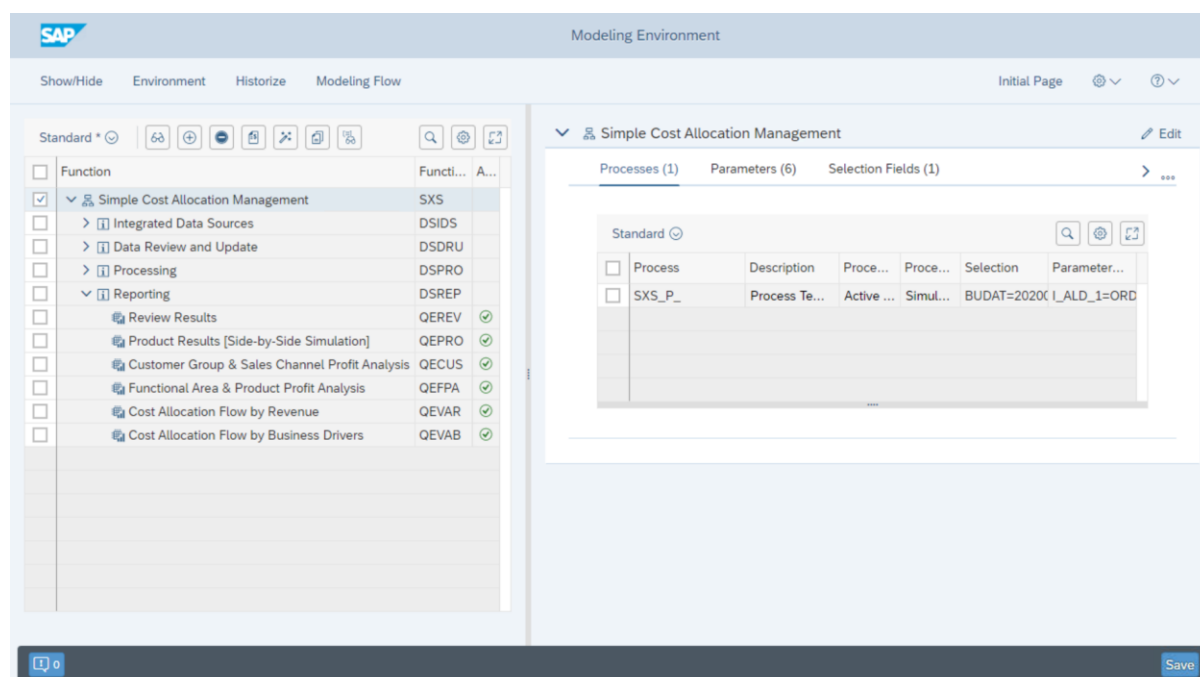 SAP
Modeling Environment
Show/Hide Environment Historize Modeling Flow Initial Page
Standard *
Simple Cost Allocation Management Edit
Function Functi... A...
Processes (1) Parameters (6) Selection Fields (1)
Simple Cost Allocation Management SXS
Integrated Data Sources DSIDS
Data Review and Update DSDRU
Processing DSPRO
Reporting DSREP
Review Results QEREV
Product Results [Side-by-Side Simulation] QEPRO
Customer Group & Sales Channel Profit Analysis QECUS
Functional Area & Product Profit Analysis QEFPA
Cost Allocation Flow by Revenue QEVAR
Cost Allocation Flow by Business Drivers QEVAB
Standard
Process Description Proce... Proce... Selection Parameter...
SXS_P_ Process Te... Active ... Simul... BUDAT=2020 I_ALD_1=ORD
0
Save